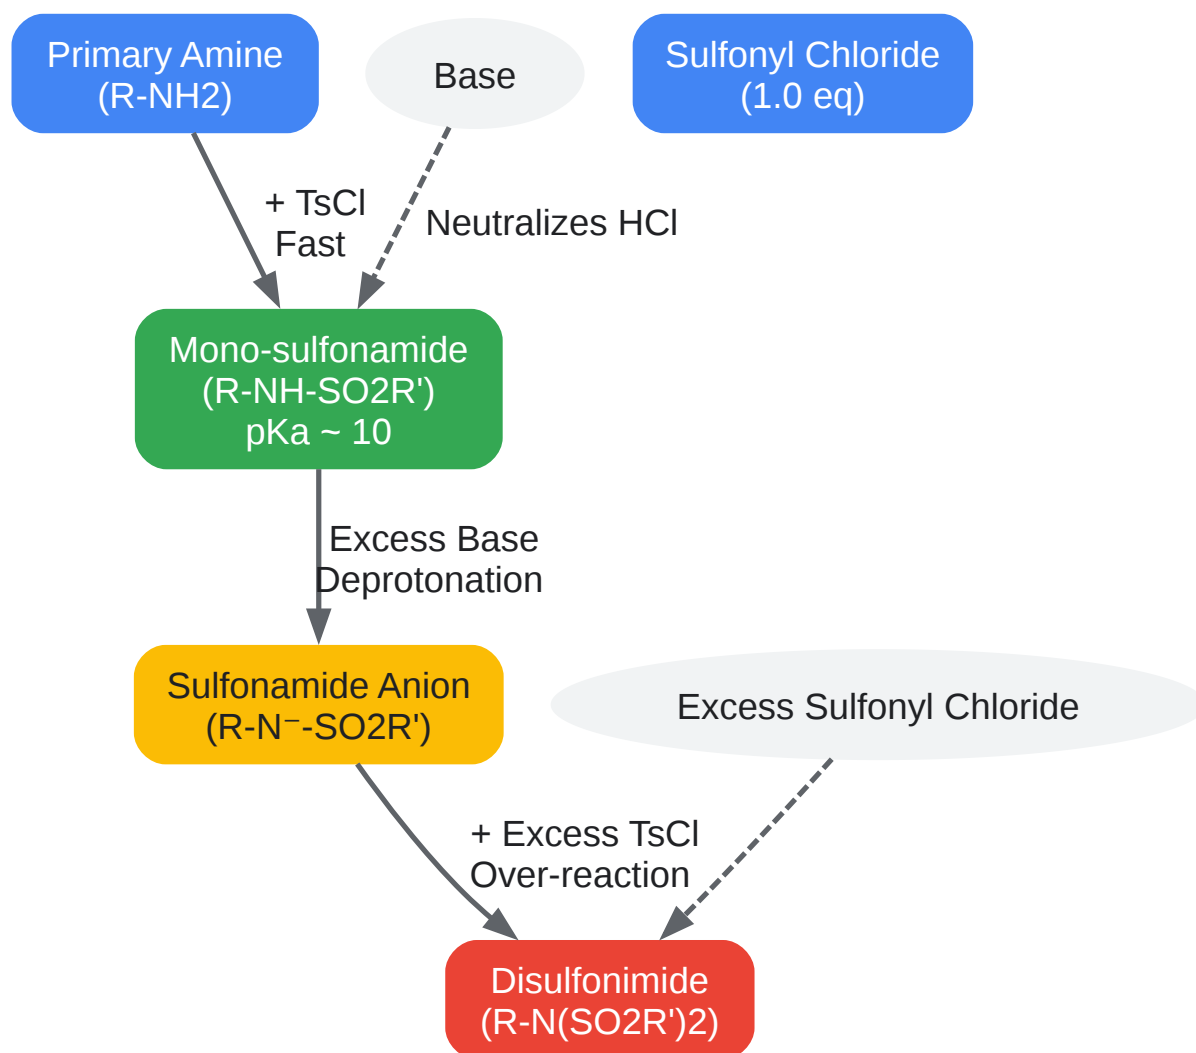 Primary Amine
(R-NH2)
Base
Sulfonyl Chloride
(1.0 eq)
+ TsCl
Fast
Neutralizes HCl
Mono-sulfonamide
(R-NH-SO2R')
pKa ~ 10
Excess Base
Deprotonation
Sulfonamide Anion
(R-N⁻-SO2R')
Excess Sulfonyl Chloride
+ Excess TsCl
Over-reaction
Disulfonimide
(R-N(SO2R')2)